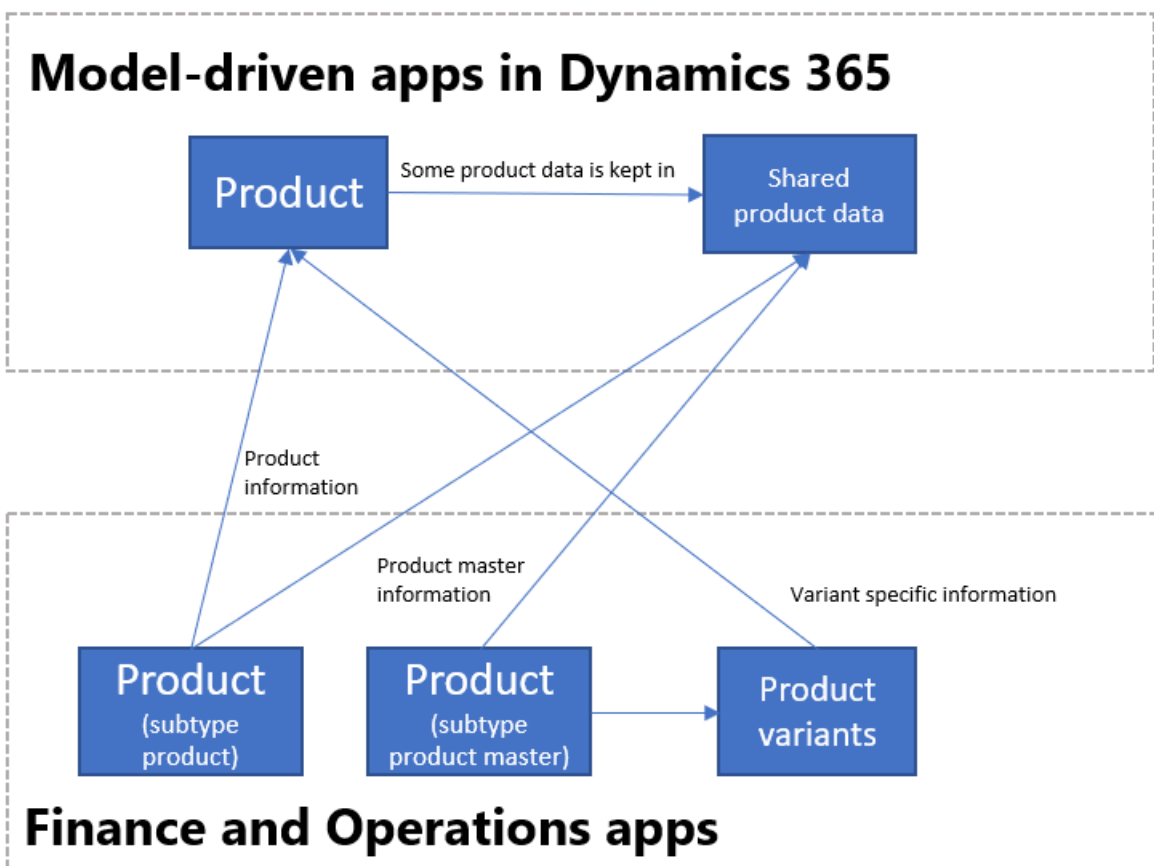 Model-driven apps in Dynamics 365
Product
Some product data is kept in
Shared
product data
Product
information
Product master
information
Variant specific information
Product
(subtype
product)
Product
(subtype
product master)
Product
variants
Finance and Operations apps